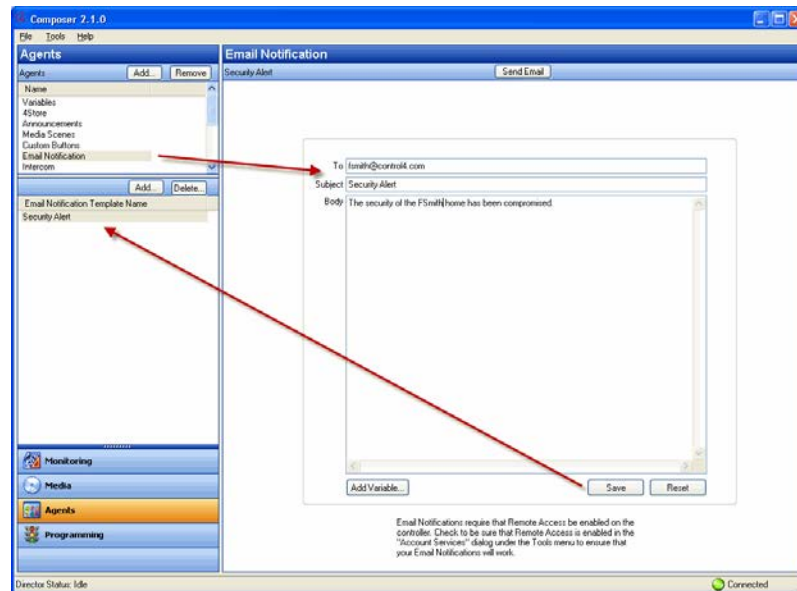 Composer 2.1.0
File Tools Help
Agents
Agents Add... Remove
Name
Variables
4Store
Announcements
Media Scenes
Custom Buttons
Email Notification
Intercom
Add... Delete...
Email Notification Template Name
Security Alert
Monitoring
Media
Agents
Programming
Email Notification
Security Alert Send Email
To fsmith@control4.com
Subject Security Alert
Body The security of the FSmith home has been compromised.
Add Variable... Save Reset
Email Notifications require that Remote Access be enabled on the
controller. Check to be sure that Remote Access is enabled in the
"Account Services" dialog under the Tools menu to ensure that
your Email Notifications will work.
Director Status: Idle Connected